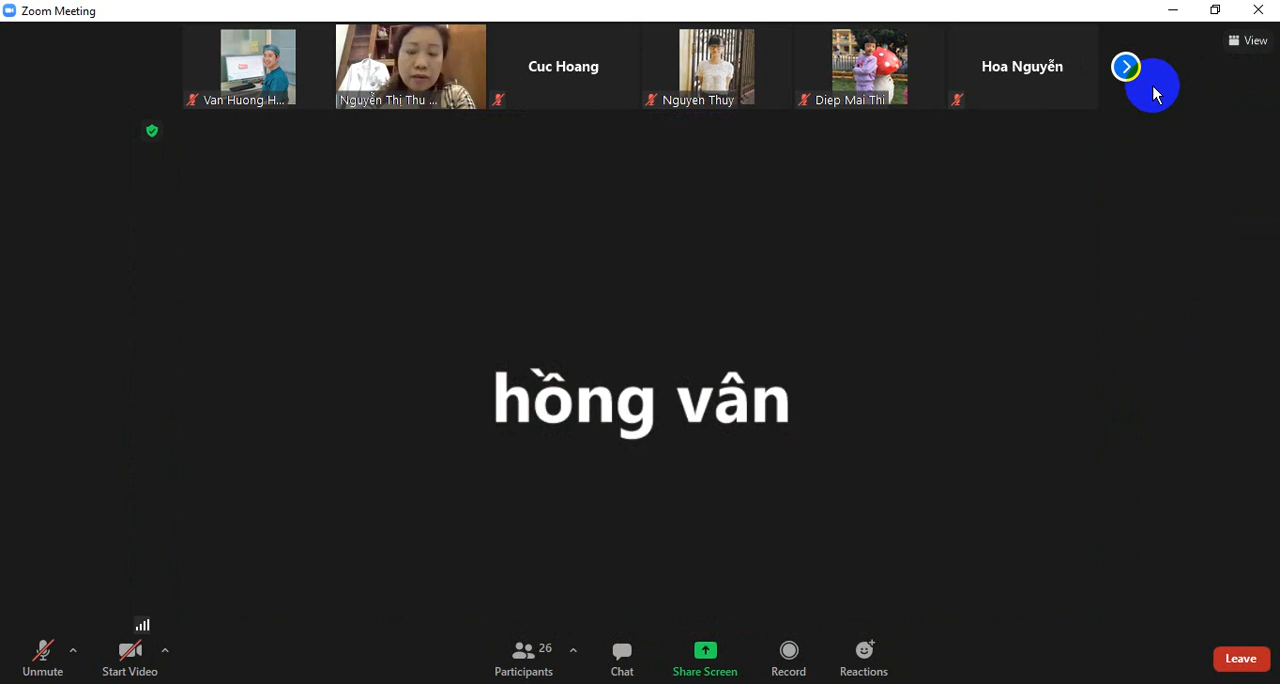 Zoom Meeting
View
Van Huong H...
Nguyễn Thị Thu ...
Cuc Hoang
Nguyen Thuy
Diep Mai Thi
Hoa Nguyễn
hồng vân
Unmute
Start Video
26
Participants
Chat
Share Screen
Record
Reactions
Leave